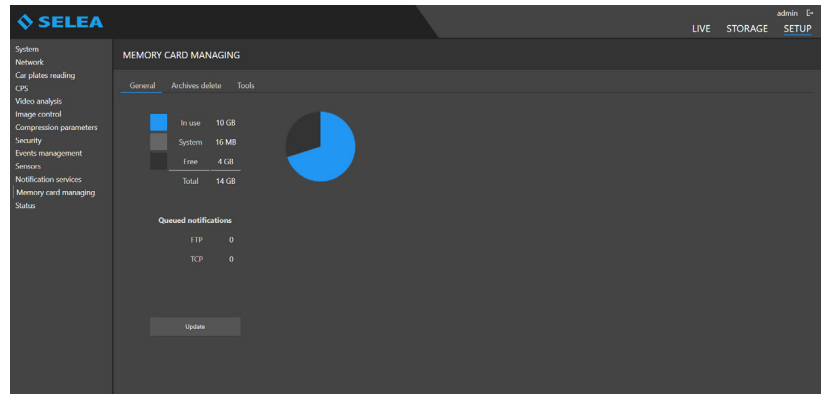 SELEA
admin
LIVE STORAGE SETUP
System
Network
Car plates reading
CPS
Video analysis
Image control
Compression parameters
Security
Events management
Sensors
Notification services
Memory card managing
Status
MEMORY CARD MANAGING
General Archives delete Tools
In use 10 GB
System 16 MB
Free 4 GB
Total 14 GB
Queued notifications
FTP 0
TCP 0
Update